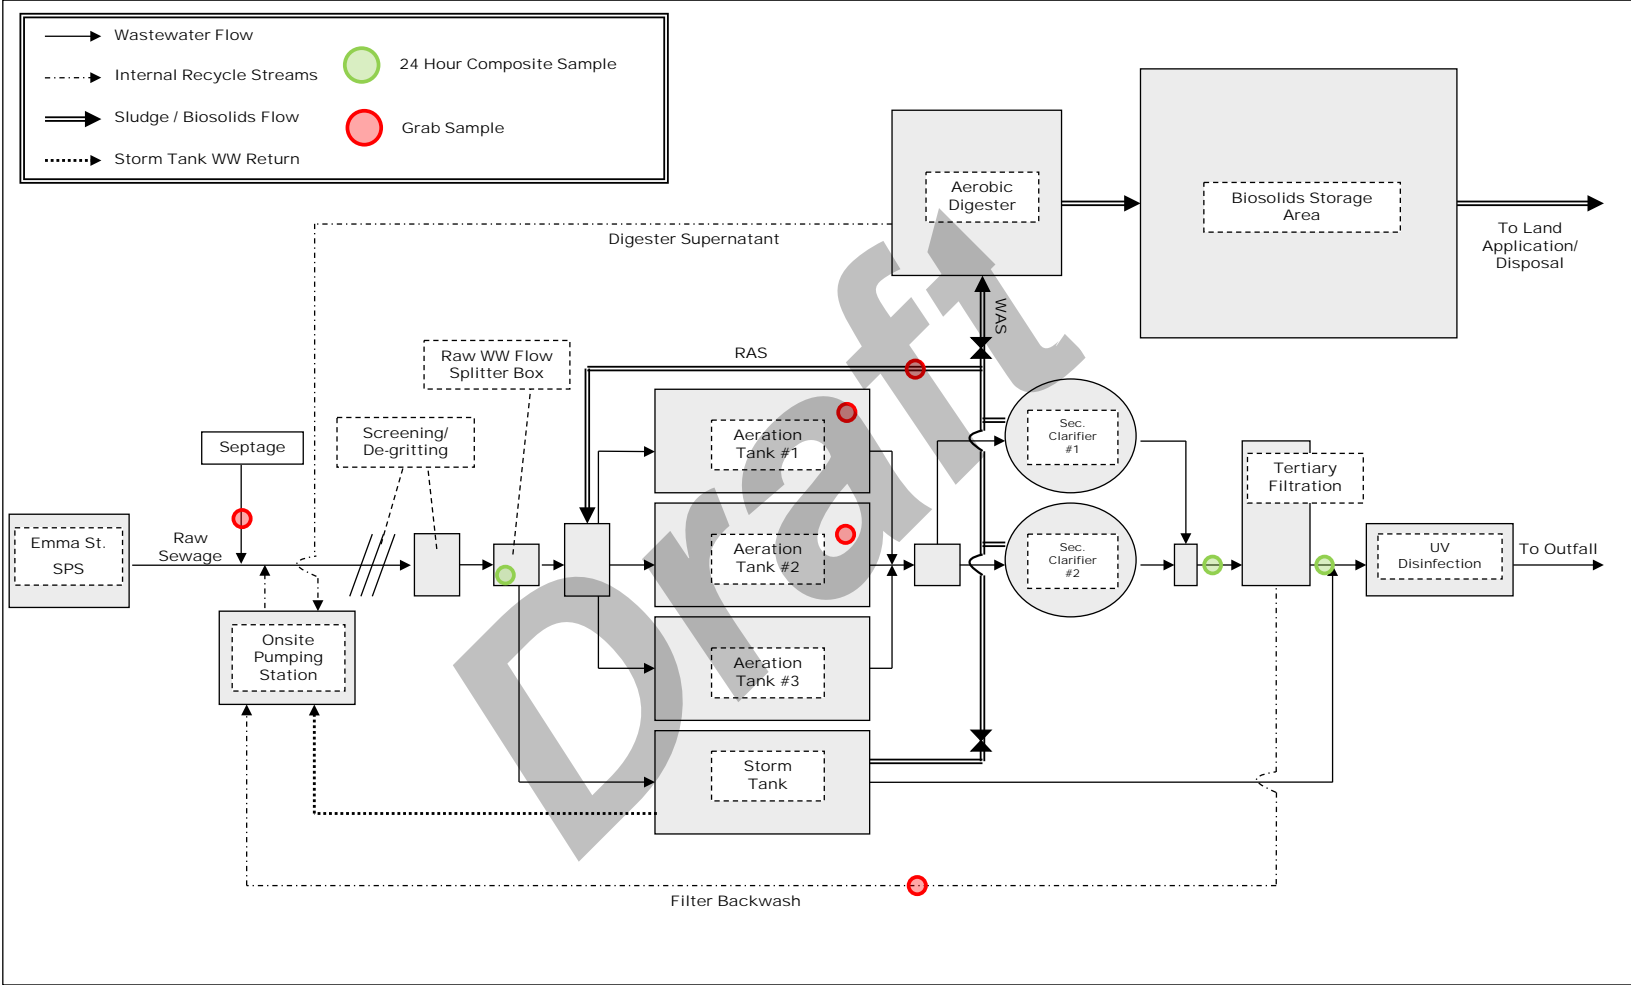 Wastewater Flow
Internal Recycle Streams
Sludge / Biosolids Flow
Storm Tank WW Return
24 Hour Composite Sample
Grab Sample
Aerobic
Digester
Biosolids Storage
Area
To Land
Application/
Disposal
Digester Supernatant
WAS
RAS
Raw WW Flow
Splitter Box
Screening/
De-gritting
Septage
Emma St.
SPS
Raw
Sewage
Onsite
Pumping
Station
Aeration
Tank #1
Aeration
Tank #2
Aeration
Tank #3
Storm
Tank
Sec.
Clarifier
#1
Sec.
Clarifier
#2
Tertiary
Filtration
UV
Disinfection
To Outfall
Filter Backwash
Draft